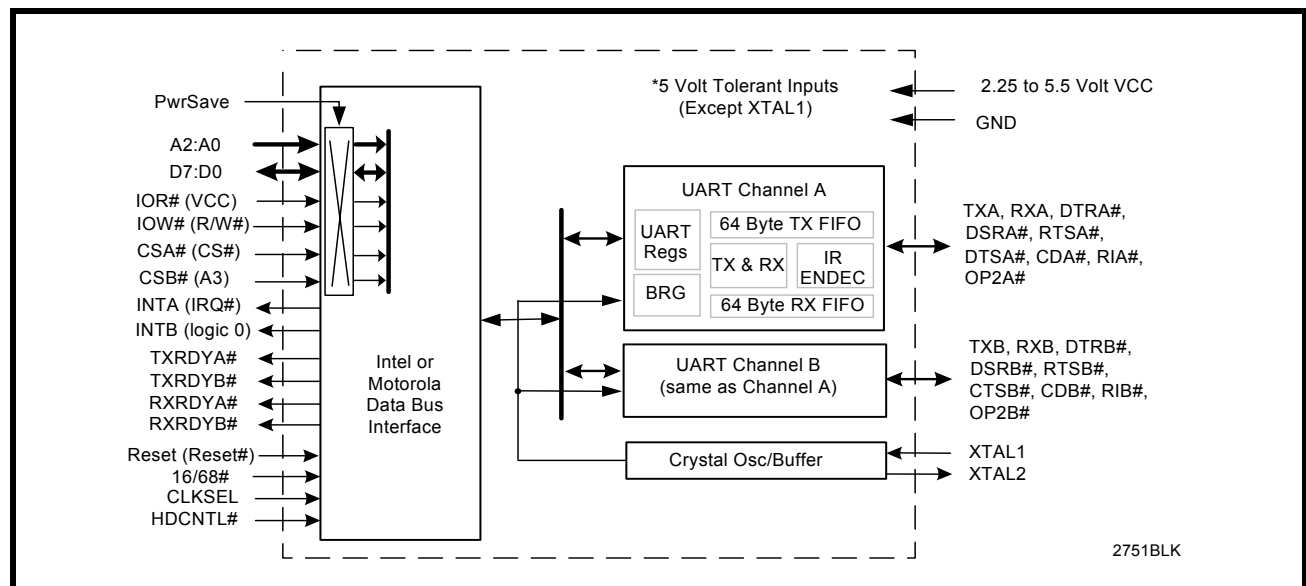 PwrSave
A2:A0
D7:D0
IOR# (VCC)
IOW# (R/W#)
CSA# (CS#)
CSB# (A3)
INTA (IRQ#)
INTB (logic 0)
TXRDYA#
TXRDYB#
RXRDYA#
RXRDYB#
Reset (Reset#)
16/68#
CLKSEL
HDCNTL#
Intel or
Motorola
Data Bus
Interface
*5 Volt Tolerant Inputs
(Except XTAL1)
2.25 to 5.5 Volt VCC
GND
UART Channel A
UART
Regs
BRG
64 Byte TX FIFO
TX & RX
IR
ENDEC
64 Byte RX FIFO
TXA, RXA, DTRA#,
DSRA#, RTSA#,
DTSA#, CDA#, RIA#,
OP2A#
UART Channel B
(same as Channel A)
TXB, RXB, DTRB#,
DSRB#, RTSB#,
CTSB#, CDB#, RIB#,
OP2B#
Crystal Osc/Buffer
XTAL1
XTAL2
2751BLK